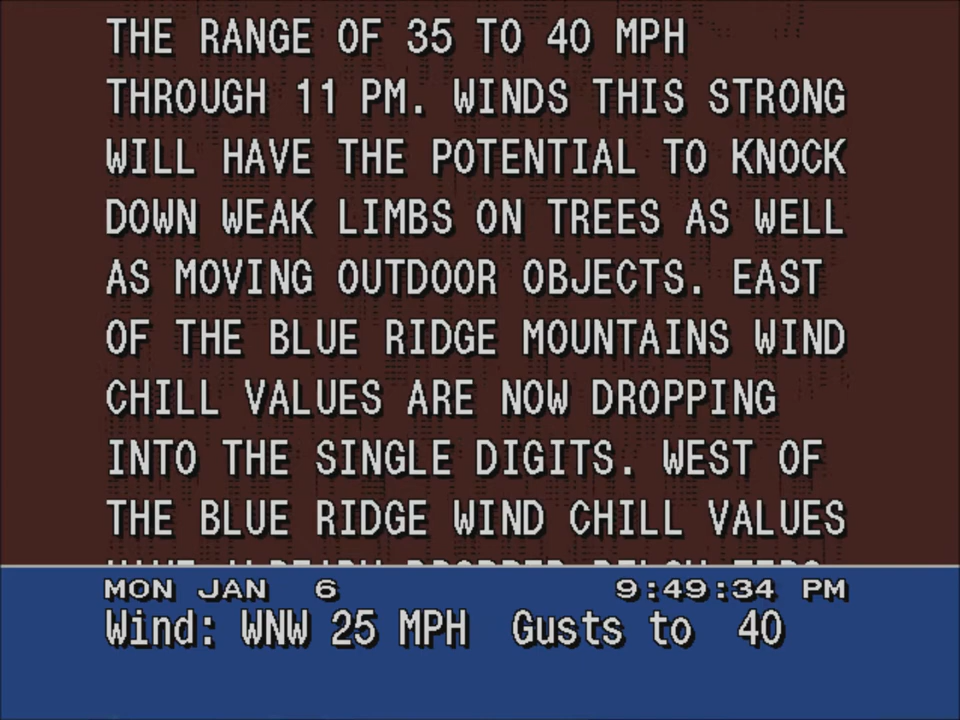 THE RANGE OF 35 TO 40 MPH
THROUGH 11 PM. WINDS THIS STRONG
WILL HAVE THE POTENTIAL TO KNOCK
DOWN WEAK LIMBS ON TREES AS WELL
AS MOVING OUTDOOR OBJECTS. EAST
OF THE BLUE RIDGE MOUNTAINS WIND
CHILL VALUES ARE NOW DROPPING
INTO THE SINGLE DIGITS. WEST OF
THE BLUE RIDGE WIND CHILL VALUES
MON JAN 6 9:49:34 PM
Wind: WNW 25 MPH Gusts to 40